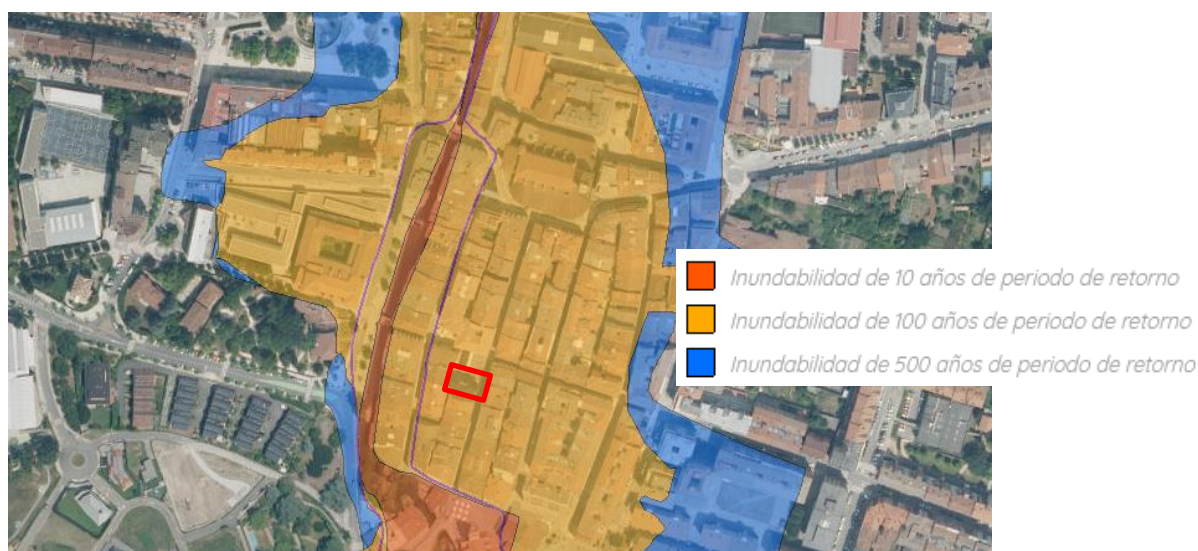 Inundabilidad de 10 años de periodo de retorno
Inundabilidad de 100 años de periodo de retorno
Inundabilidad de 500 años de periodo de retorno